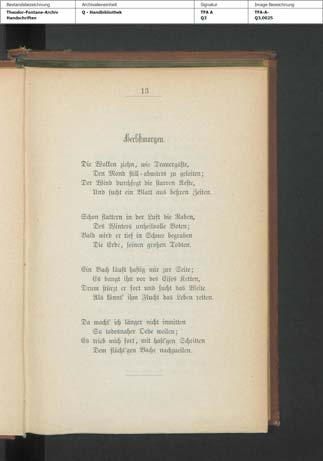 Bestandsbezeichnung
Archivalieneinheit
Signatur
Image Bezeichnung
Theodor-Fontane-Archiv
Handschriften
Q - Handbibliothek
TFA A
Q3
TFA-A-
Q3,0025
13
Herbstmorgen.
Die Wolken ziehn, wie Trauergäste,
Den Mond still-abwärts zu geleiten;
Der Wind durchfegt die starren Aeste,
Und sucht ein Blatt aus beßren Zeiten.
Schon flattern in der Luft die Raben,
Des Winters unheilvolle Boten;
Bald wird er tief in Schnee begraben
Die Erde, seinen großen Todten.
Ein Bach läuft hastig mir zur Seite;
Es bangt ihn vor des Eises Ketten,
Drum stürzt er fort und sucht das Weite
Als könnt' ihm Flucht das Leben retten.
Da mocht' ich länger nicht inmitten
So todesnaher Oede weilen;
Es trieb mich fort, mit hast'gen Schritten
Dem flücht'gen Bache nachzueilen.